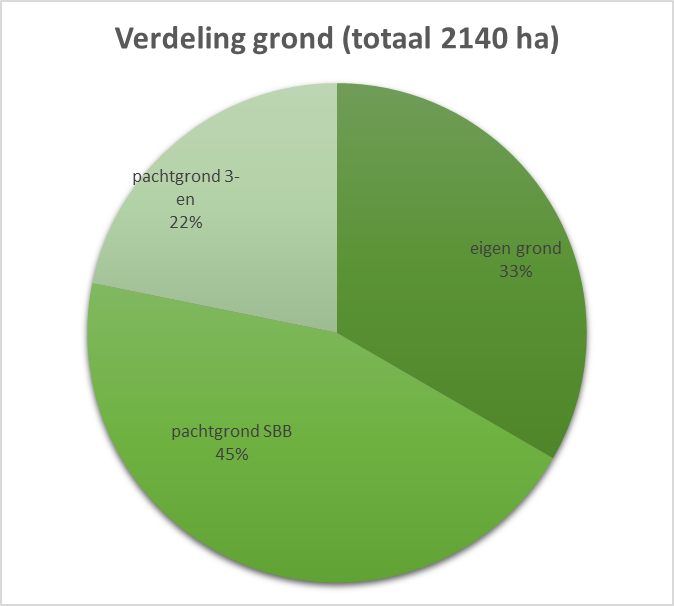 Verdeling grond (totaal 2140 ha)
pachtgrond 3-
en
22%
eigen grond
33%
pachtgrond SBB
45%